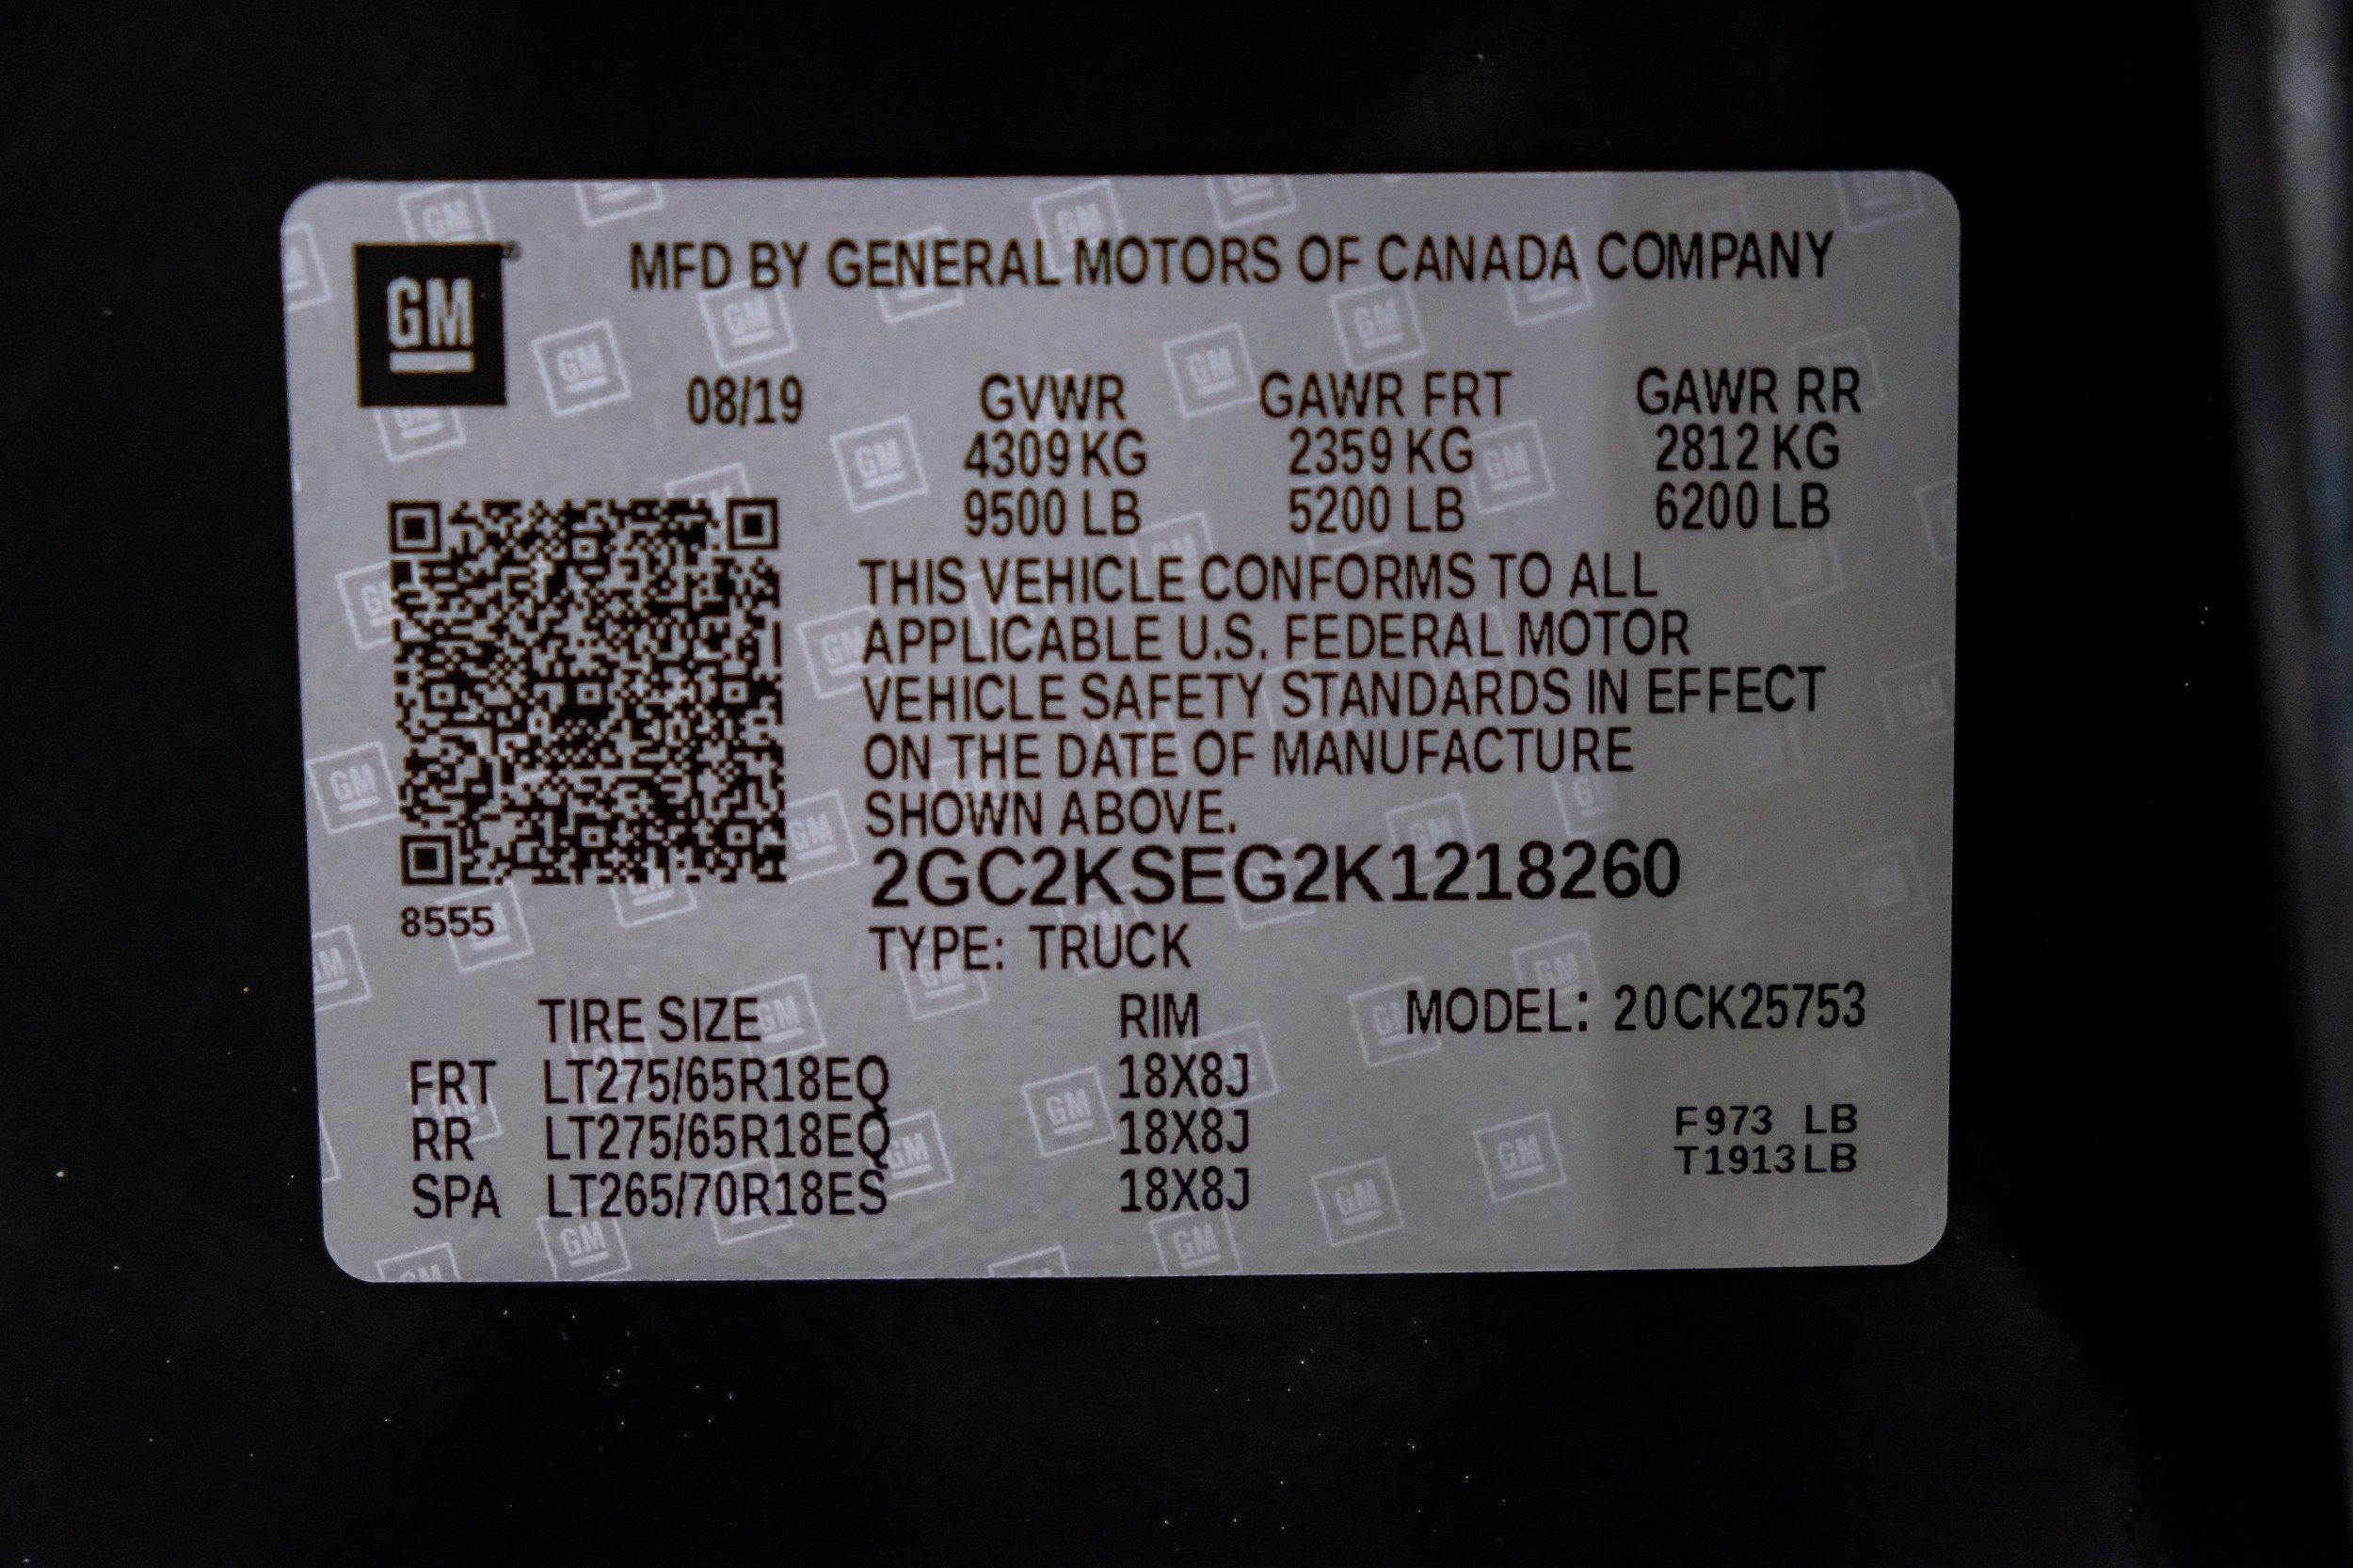 GM
MFD BY GENERAL MOTORS OF CANADA COMPANY
08/19 GVWR GAWR FRT GAWR RR
4309 KG 2359 KG 2812 KG
9500 LB 5200 LB 6200 LB
THIS VEHICLE CONFORMS TO ALL
APPLICABLE U.S. FEDERAL MOTOR
VEHICLE SAFETY STANDARDS IN EFFECT
ON THE DATE OF MANUFACTURE
SHOWN ABOVE.
2GC2KSEG2K1218260
8555
TYPE: TRUCK
TIRE SIZE RIM MODEL: 20CK25753
FRT LT275/65R18EQ 18X8J
RR LT275/65R18EQ 18X8J
SPA LT265/70R18ES 18X8J
F973 LB
T1913 LB